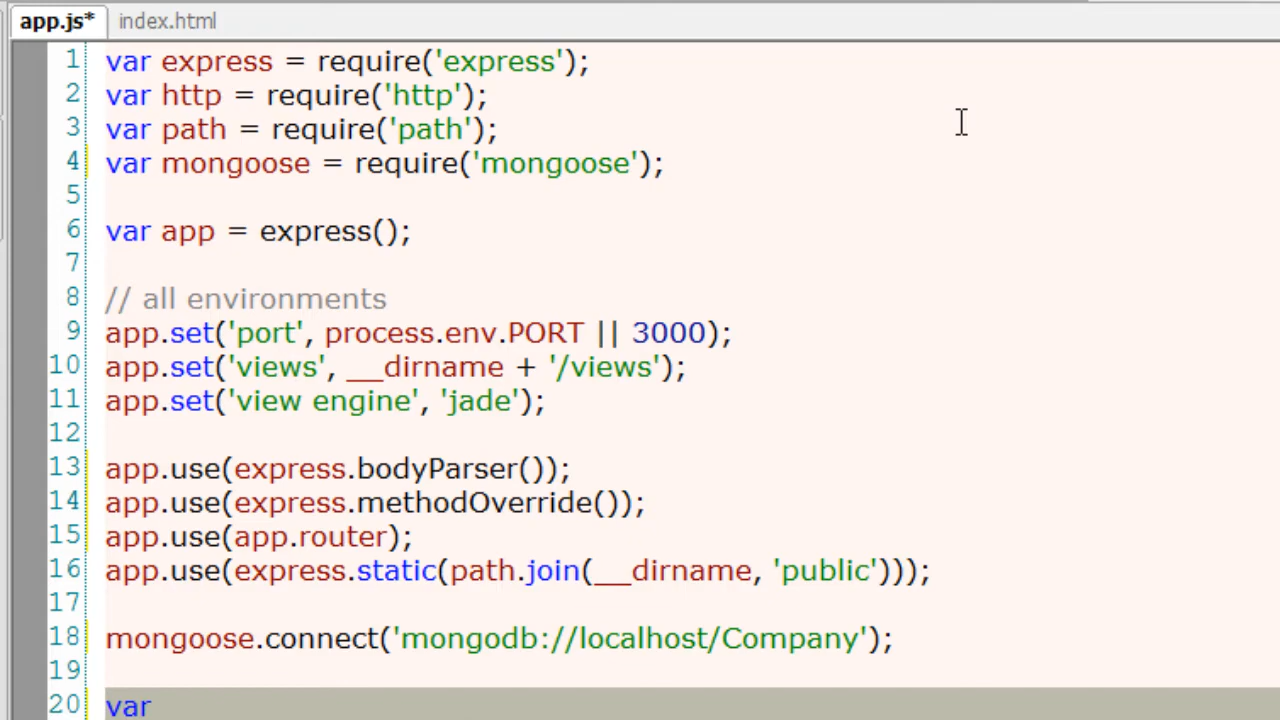 app.js* index.html
1 var express = require('express');
2 var http = require('http');
3 var path = require('path');
4 var mongoose = require('mongoose');
5
6 var app = express();
7
8 // all environments
9 app.set('port', process.env.PORT || 3000);
10 app.set('views', __dirname + '/views');
11 app.set('view engine', 'jade');
12
13 app.use(express.bodyParser());
14 app.use(express.methodOverride());
15 app.use(app.router);
16 app.use(express.static(path.join(__dirname, 'public')));
17
18 mongoose.connect('mongodb://localhost/Company');
19
20 var